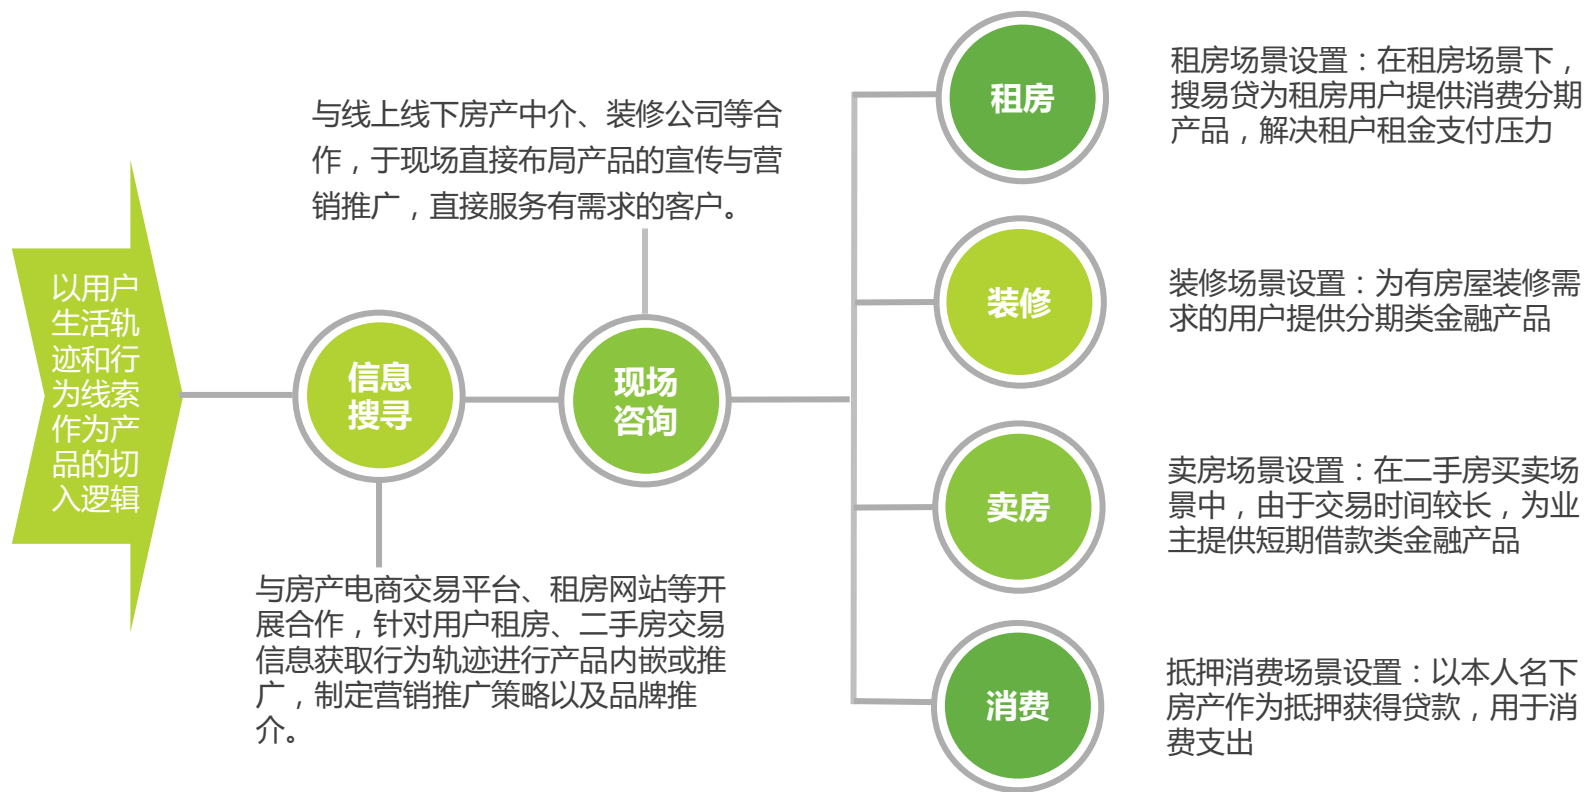 以用户
生活轨
迹和行
为线索
作为产
品的切
入逻辑
信息
搜寻
与房产电商交易平台、租房网站等开
展合作，针对用户租房、二手房交易
信息获取行为轨迹进行产品内嵌或推
广，制定营销推广策略以及品牌推
介。
与线上线下房产中介、装修公司等合
作，于现场直接布局产品的宣传与营
销推广，直接服务有需求的客户。
现场
咨询
租房
租房场景设置：在租房场景下，
搜易贷为租房用户提供消费分期
产品，解决租户租金支付压力
装修
装修场景设置：为有房屋装修需
求的用户提供分期类金融产品
卖房
卖房场景设置：在二手房买卖场
景中，由于交易时间较长，为业
主提供短期借款类金融产品
消费
抵押消费场景设置：以本人名下
房产作为抵押获得贷款，用于消
费支出